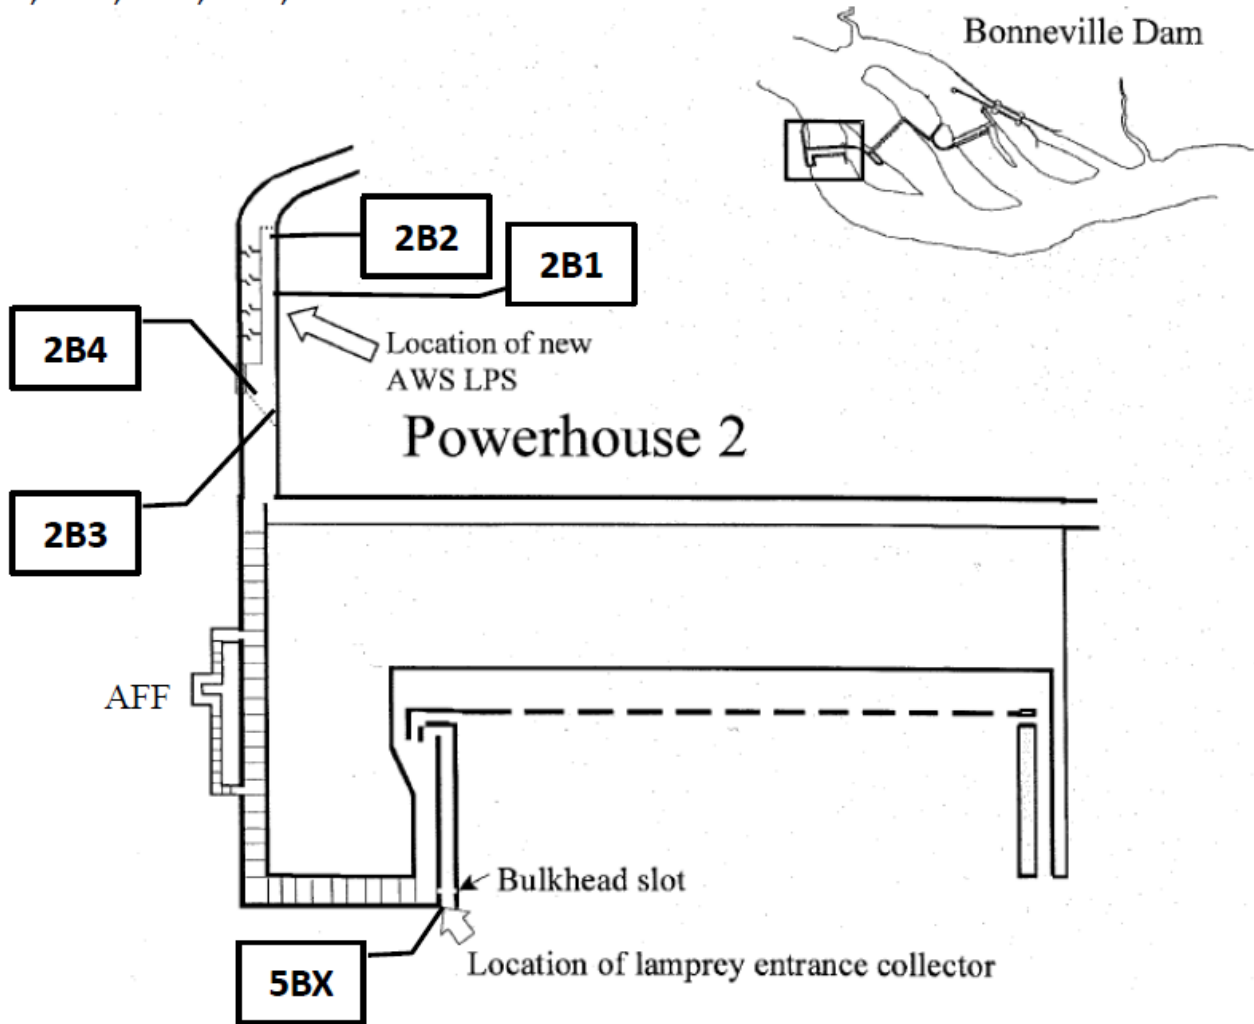 Bonneville Dam
2B2
2B1
2B4
Location of new
AWS LPS
Powerhouse 2
2B3
AFF
Bulkhead slot
Location of lamprey entrance collector
5BX